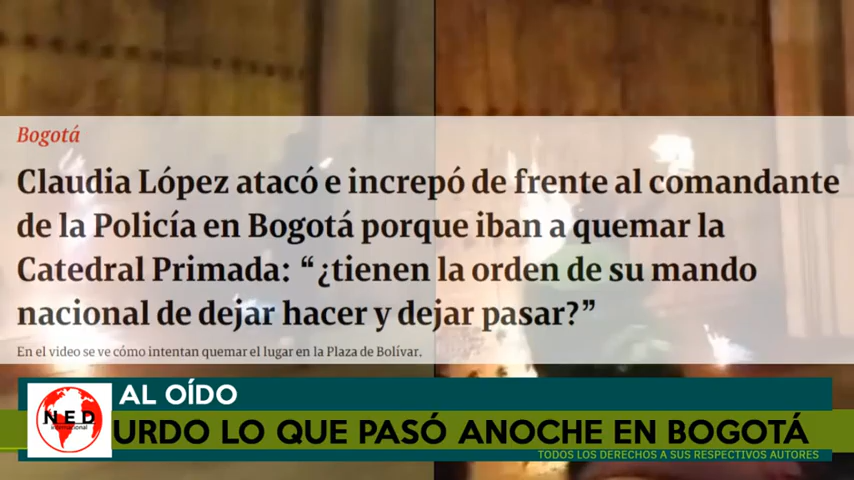 Bogotá
Claudia López atacó e increpó de frente al comandante
de la Policía en Bogotá porque iban a quemar la
Catedral Primada: “¿tienen la orden de su mando
nacional de dejar hacer y dejar pasar?”
En el video se ve cómo intentan quemar el lugar en la Plaza de Bolívar.
AL OÍDO
NED
internacional
URDO LO QUE PASÓ ANOCHE EN BOGOTÁ
TODOS LOS DERECHOS A SUS RESPECTIVOS AUTORES